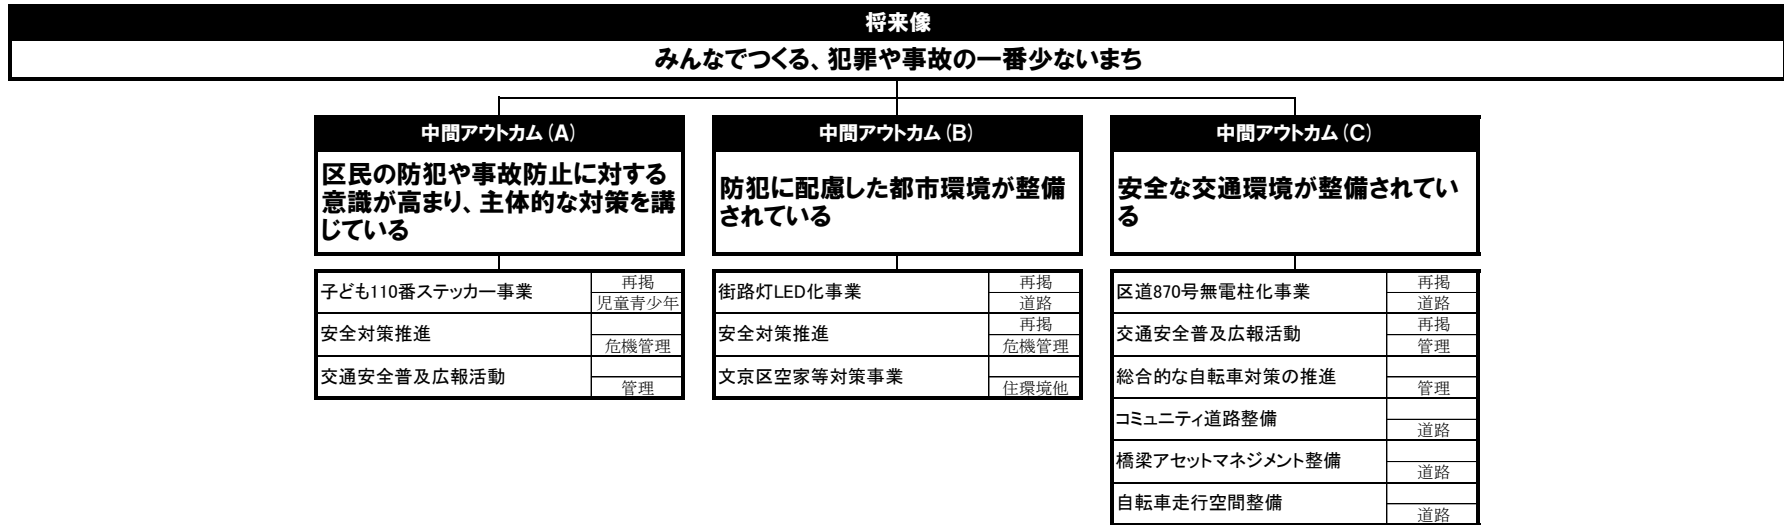 将来像
みんなでつくる、犯罪や事故の一番少ないまち
中間アウトカム(A)
区民の防犯や事故防止に対する
意識が高まり、主体的な対策を講
じている
子ども110番ステッカー事業
再掲
児童青少年
安全対策推進
危機管理
交通安全普及広報活動
管理
中間アウトカム(B)
防犯に配慮した都市環境が整備
されている
街路灯LED化事業
再掲
道路
安全対策推進
再掲
危機管理
文京区空家等対策事業
住環境他
中間アウトカム(C)
安全な交通環境が整備されてい
る
区道870号無電柱化事業
再掲
道路
交通安全普及広報活動
再掲
管理
総合的な自転車対策の推進
管理
コミュニティ道路整備
道路
橋梁アセットマネジメント整備
道路
自転車走行空間整備
道路